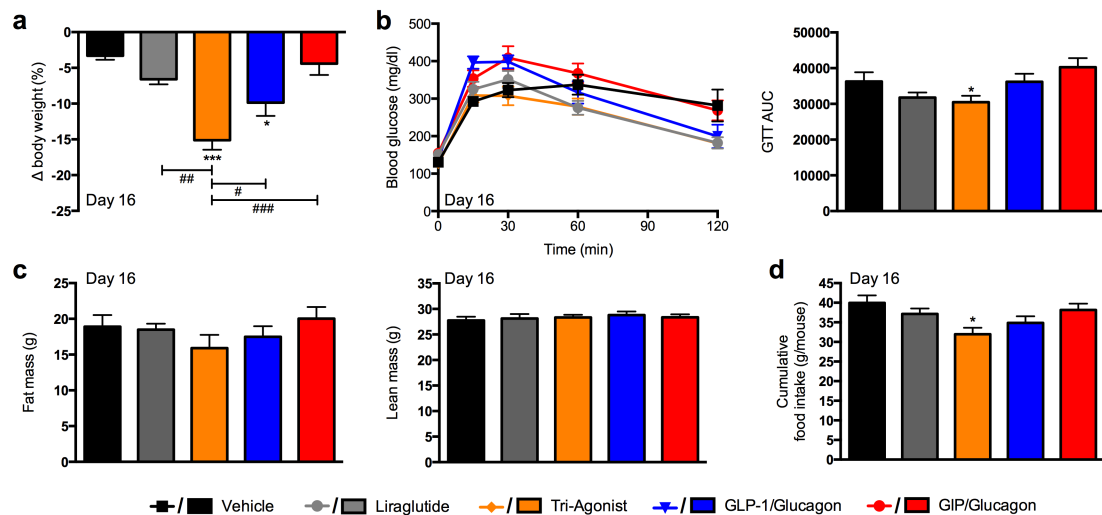 a
0
-5
-10
-15
-20
-25
Δ body weight (%)
*
***
##
#
###
Day 16
b
500
400
300
200
100
0
Blood glucose (mg/dl)
Day 16
0
30
60
90
120
Time (min)
50000
40000
30000
20000
10000
0
GTT AUC
*
c
Day 16
25
20
15
10
5
0
Fat mass (g)
Day 16
35
30
25
20
15
10
5
0
Lean mass (g)
d
Day 16
45
40
35
30
25
20
15
10
5
0
Cumulative
food intake (g/mouse)
*
/ Vehicle
/ Liraglutide
/ Tri-Agonist
/ GLP-1/Glucagon
/ GIP/Glucagon